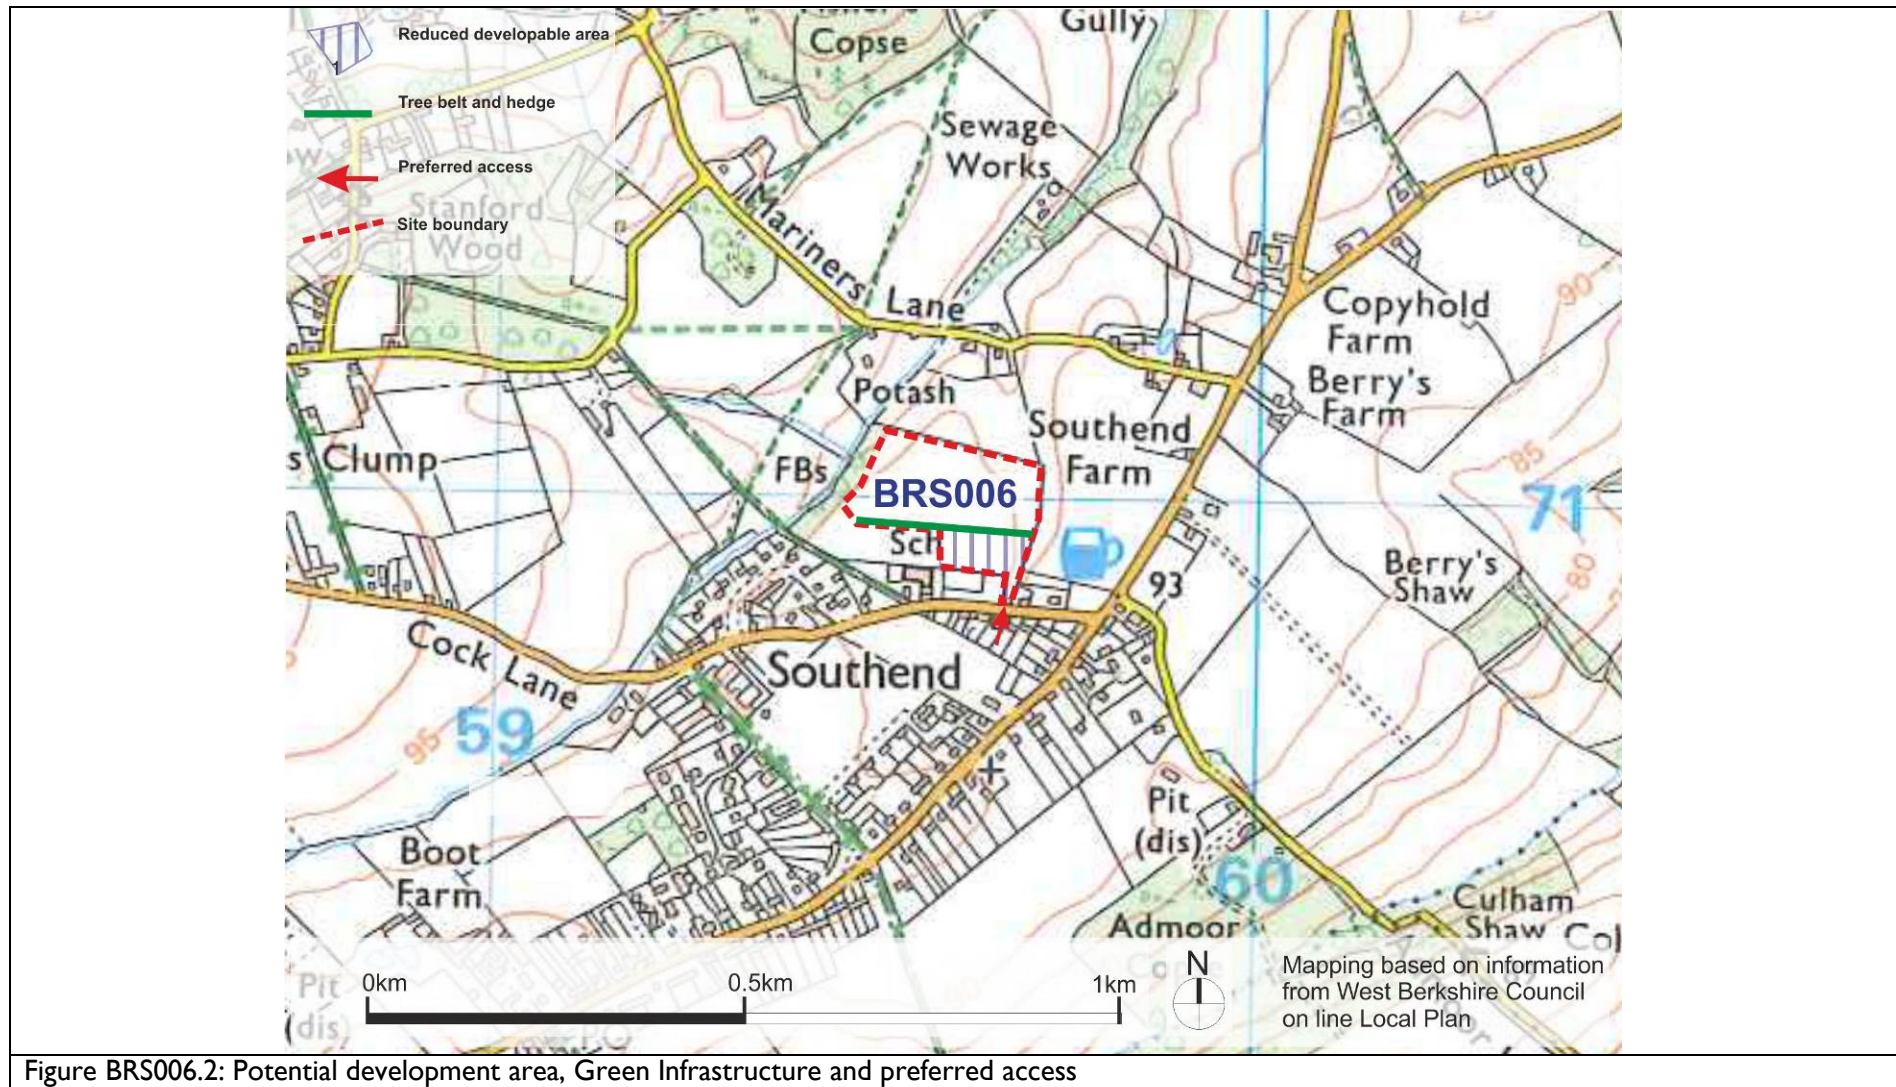 Reduced developable area
Tree belt and hedge
Preferred access
Site boundary
Stanford
Wood
Copse
Gully
Sewage
Works
Mariners Lane
Copyhold
Farm
Berry's
Farm
90
Potash
Southend
Farm
s Clump
FBs
BRS006
85
71
Sch
93
Berry's
Shaw
80
Cock Lane
Southend
59
95
Pit
(dis)
60
Boot
Farm
Culham
Shaw
Col
Admoor
Pit
(dis)
0km
0.5km
1km
N
Mapping based on information
from West Berkshire Council
on line Local Plan
Figure BRS006.2: Potential development area, Green Infrastructure and preferred access